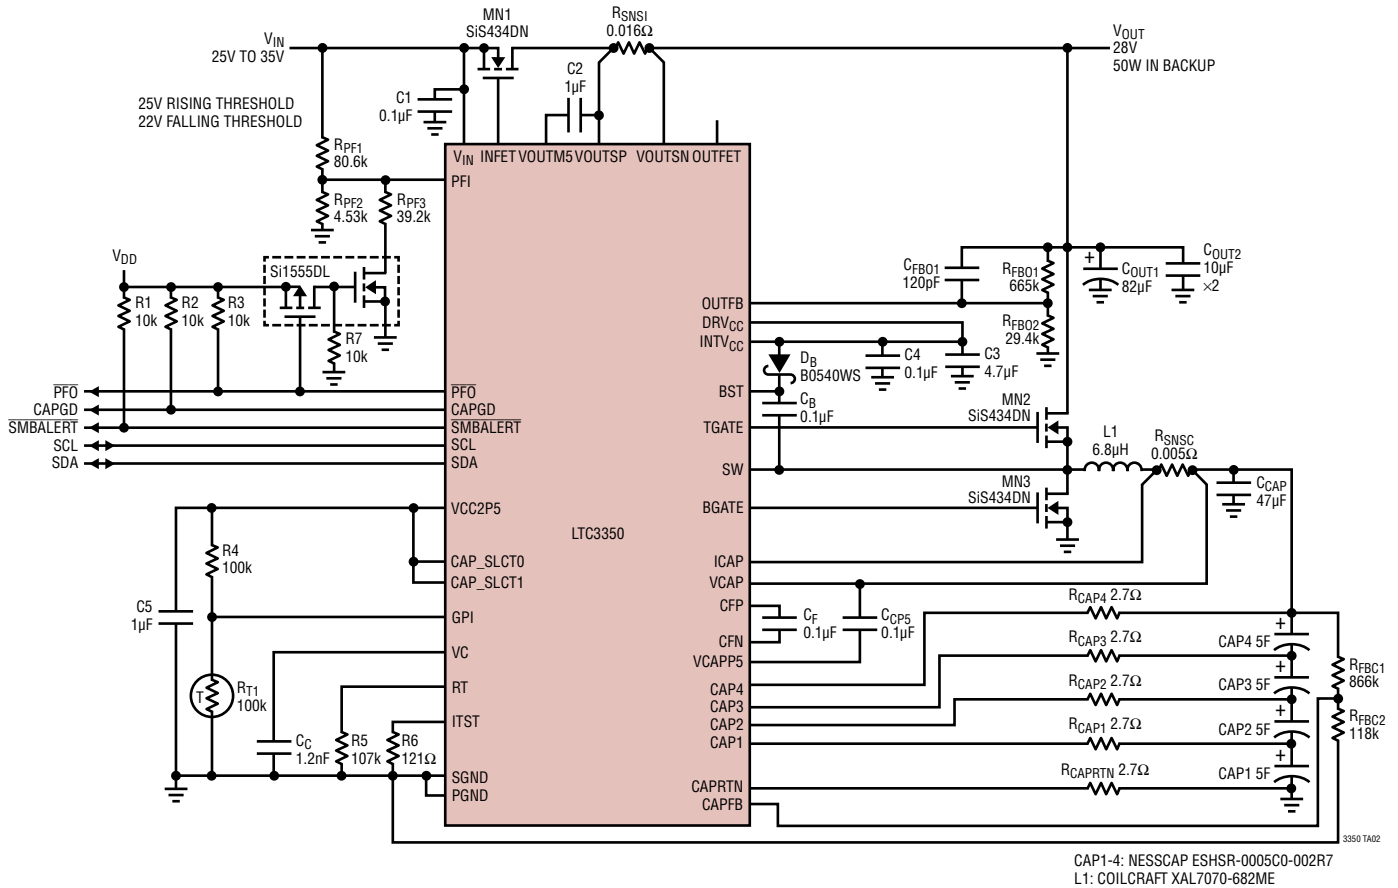 MN1
SiS434DN
RSNSI
0.016Ω
VIN
25V TO 35V
VOUT
28V
50W IN BACKUP
C1
0.1µF
C2
1µF
25V RISING THRESHOLD
22V FALLING THRESHOLD
VIN INFET VOUTM5 VOUTSP VOUTSN OUTFET
RPF1
80.6k
PFI
RPF2
4.53k
RPF3
39.2k
VDD
Si1555DL
R1
10k
R2
10k
R3
10k
R7
10k
CFBO1
120pF
RFBO1
665k
COUT1
82µF
COUT2
10µF
×2
+
OUTFB
DRVCC
INTVCC
RFBO2
29.4k
DB
B0540WS
C4
0.1µF
C3
4.7µF
BST
CB
0.1µF
PFO
CAPGD
SMBALERT
SCL
SDA
PFO
CAPGD
SMBALERT
SCL
SDA
TGATE
MN2
SiS434DN
SW
L1
6.8µH
RSNSC
0.005Ω
CCAP
47µF
MN3
SiS434DN
BGATE
VCC2P5
LTC3350
R4
100k
CAP_SLCT0
CAP_SLCT1
ICAP
VCAP
C5
1µF
GPI
CFP
CF
0.1µF
CCP5
0.1µF
CFN
VCAPP5
VC
RT1
100k
T
RT
ITST
CC
1.2nF
R5
107k
R6
121Ω
SGND
PGND
CAP4
CAP3
CAP2
CAP1
CAPRTN
CAPFB
RCAP4 2.7Ω
RCAP3 2.7Ω
RCAP2 2.7Ω
RCAP1 2.7Ω
RCAPRTN 2.7Ω
+
CAP4 5F
+
CAP3 5F
+
CAP2 5F
+
CAP1 5F
RFBC1
866k
RFBC2
118k
3350 TA02
CAP1-4: NESSCAP ESHSR-0005C0-002R7
L1: COILCRAFT XAL7070-682ME